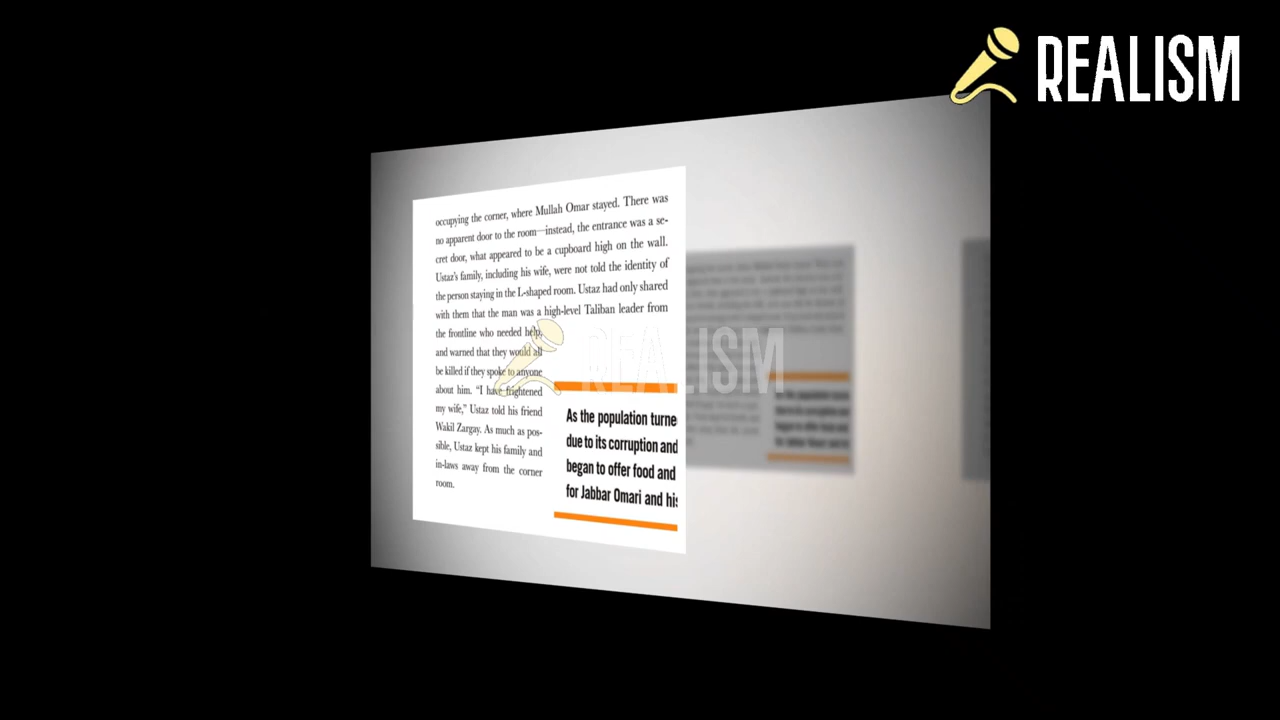 REALISM
occupying the corner, where Mullah Omar stayed. There was
no apparent door to the room—instead, the entrance was a se-
cret door, what appeared to be a cupboard high on the wall.
Ustaz's family, including his wife, were not told the identity of
the person staying in the L-shaped room. Ustaz had only shared
with them that the man was a high-level Taliban leader from
the frontline who needed help,
and warned that they would all
be killed if they spoke to anyone
about him. “I have frightened
my wife,” Ustaz told his friend
Wakil Zargay. As much as pos-
sible, Ustaz kept his family and
in-laws away from the corner
room.
REALISM
As the population turne
due to its corruption and
began to offer food and
for Jabbar Omari and his